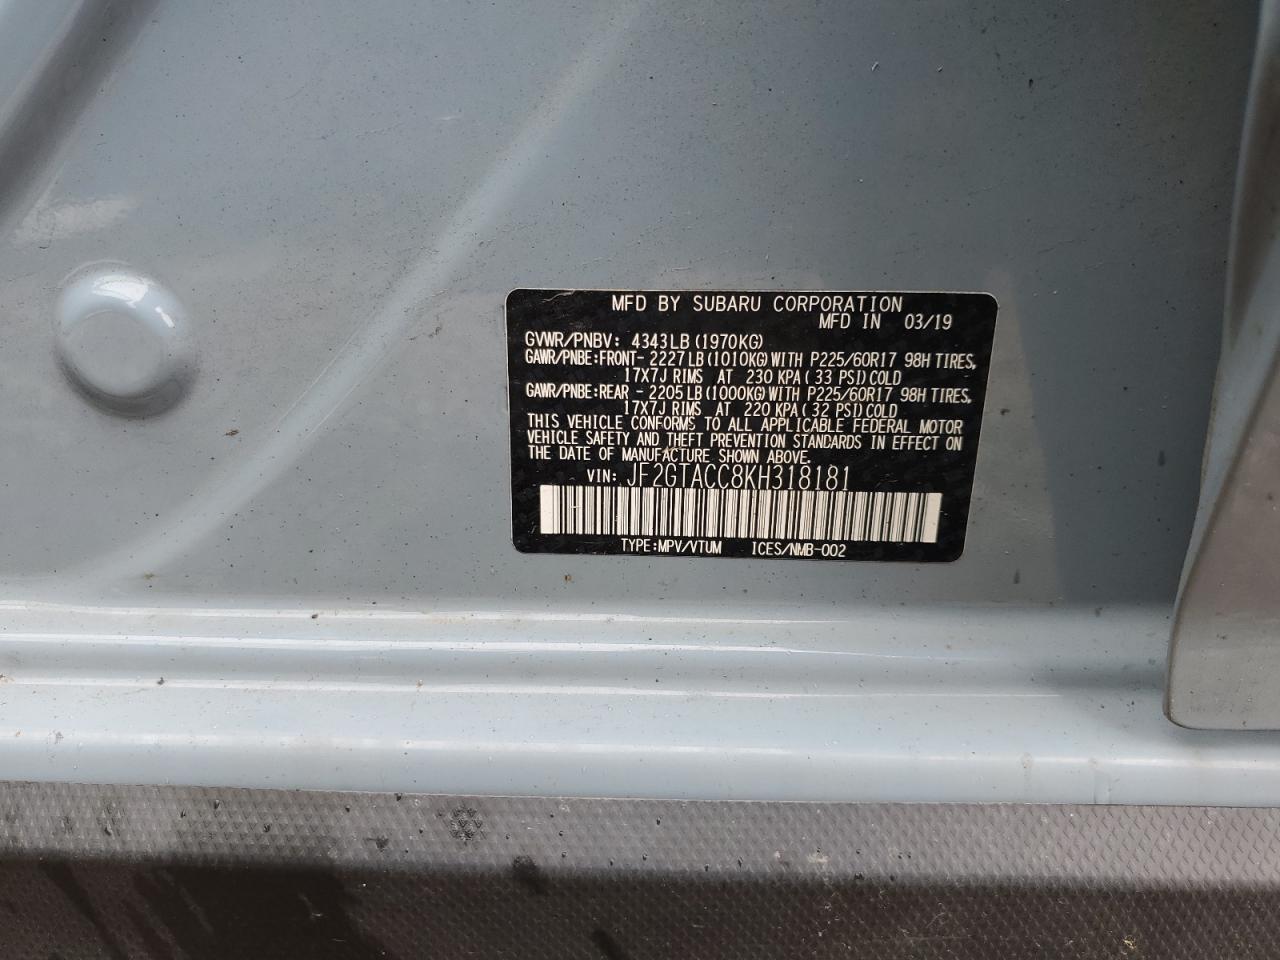 MFD BY SUBARU CORPORATION
MFD IN 03/19
GVWR/PNBV: 4343LB (1970KG)
GAWR/PNBE:FRONT- 2227LB(1010KG) WITH P225/60R17 98H TIRES,
17X7J RIMS AT 230 KPA( 33 PSI) COLD
GAWR/PNBE:REAR - 2205LB(1000KG) WITH P225/60R17 98H TIRES,
17X7J RIMS AT 220 KPA( 32 PSI) COLD
THIS VEHICLE CONFORMS TO ALL APPLICABLE FEDERAL MOTOR
VEHICLE SAFETY AND THEFT PREVENTION STANDARDS IN EFFECT ON
THE DATE OF MANUFACTURE SHOWN ABOVE.
VIN: JF2GTACC8KH318181
TYPE:MPV/VTUM ICES/NMB-002